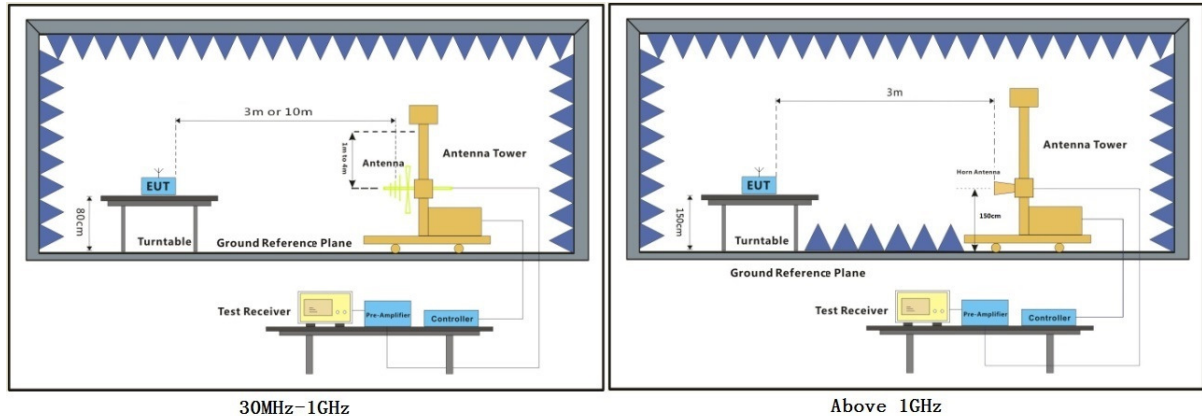 3m or 10m
1m to 4m
Antenna
Antenna Tower
EUT
80cm
Turntable
Ground Reference Plane
Test Receiver
Pre-Amplifier
Controller
30MHz-1GHz
3m
Antenna Tower
Horn Antenna
EUT
150cm
150cm
Turntable
Ground Reference Plane
Test Receiver
Pre-Amplifier
Controller
Above 1GHz